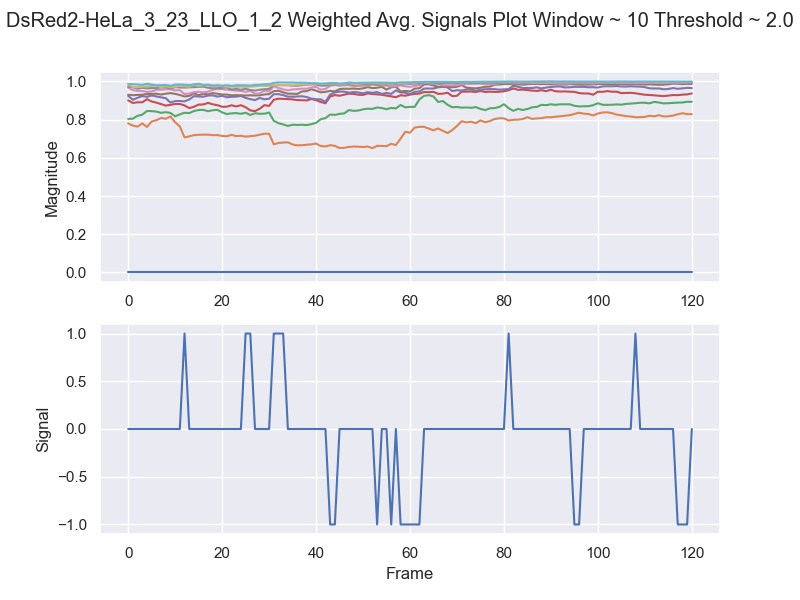 DsRed2-HeLa_3_23_LLO_1_2 Weighted Avg. Signals Plot Window ~ 10 Threshold ~ 2.0
1.0
0.8
0.6
0.4
0.2
0.0
Magnitude
0 20 40 60 80 100 120
1.0
0.5
0.0
−0.5
−1.0
Signal
0 20 40 60 80 100 120
Frame